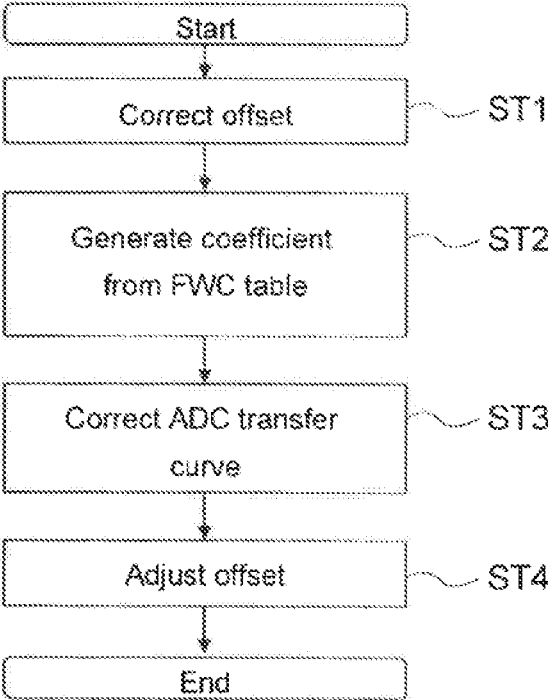 Start
Correct offset
ST1
Generate coefficient
from FWC table
ST2
Correct ADC transfer
curve
ST3
Adjust offset
ST4
End